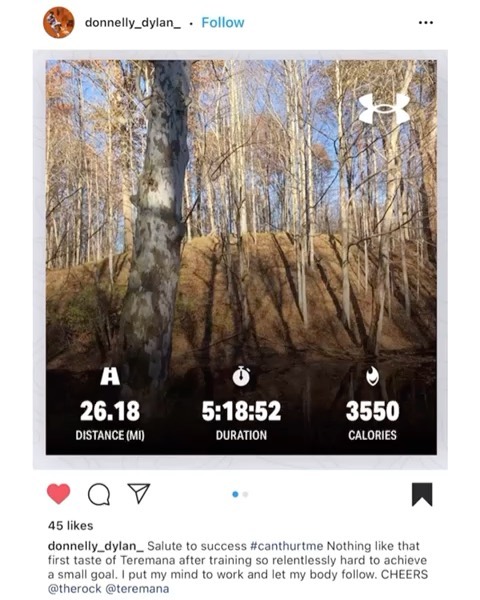 donnelly_dylan_ • Follow
26.18 5:18:52 3550
DISTANCE (MI) DURATION CALORIES
45 likes
donnelly_dylan_ Salute to success #canthurtme Nothing like that
first taste of Teremana after training so relentlessly hard to achieve
a small goal. I put my mind to work and let my body follow. CHEERS
@therock @teremana